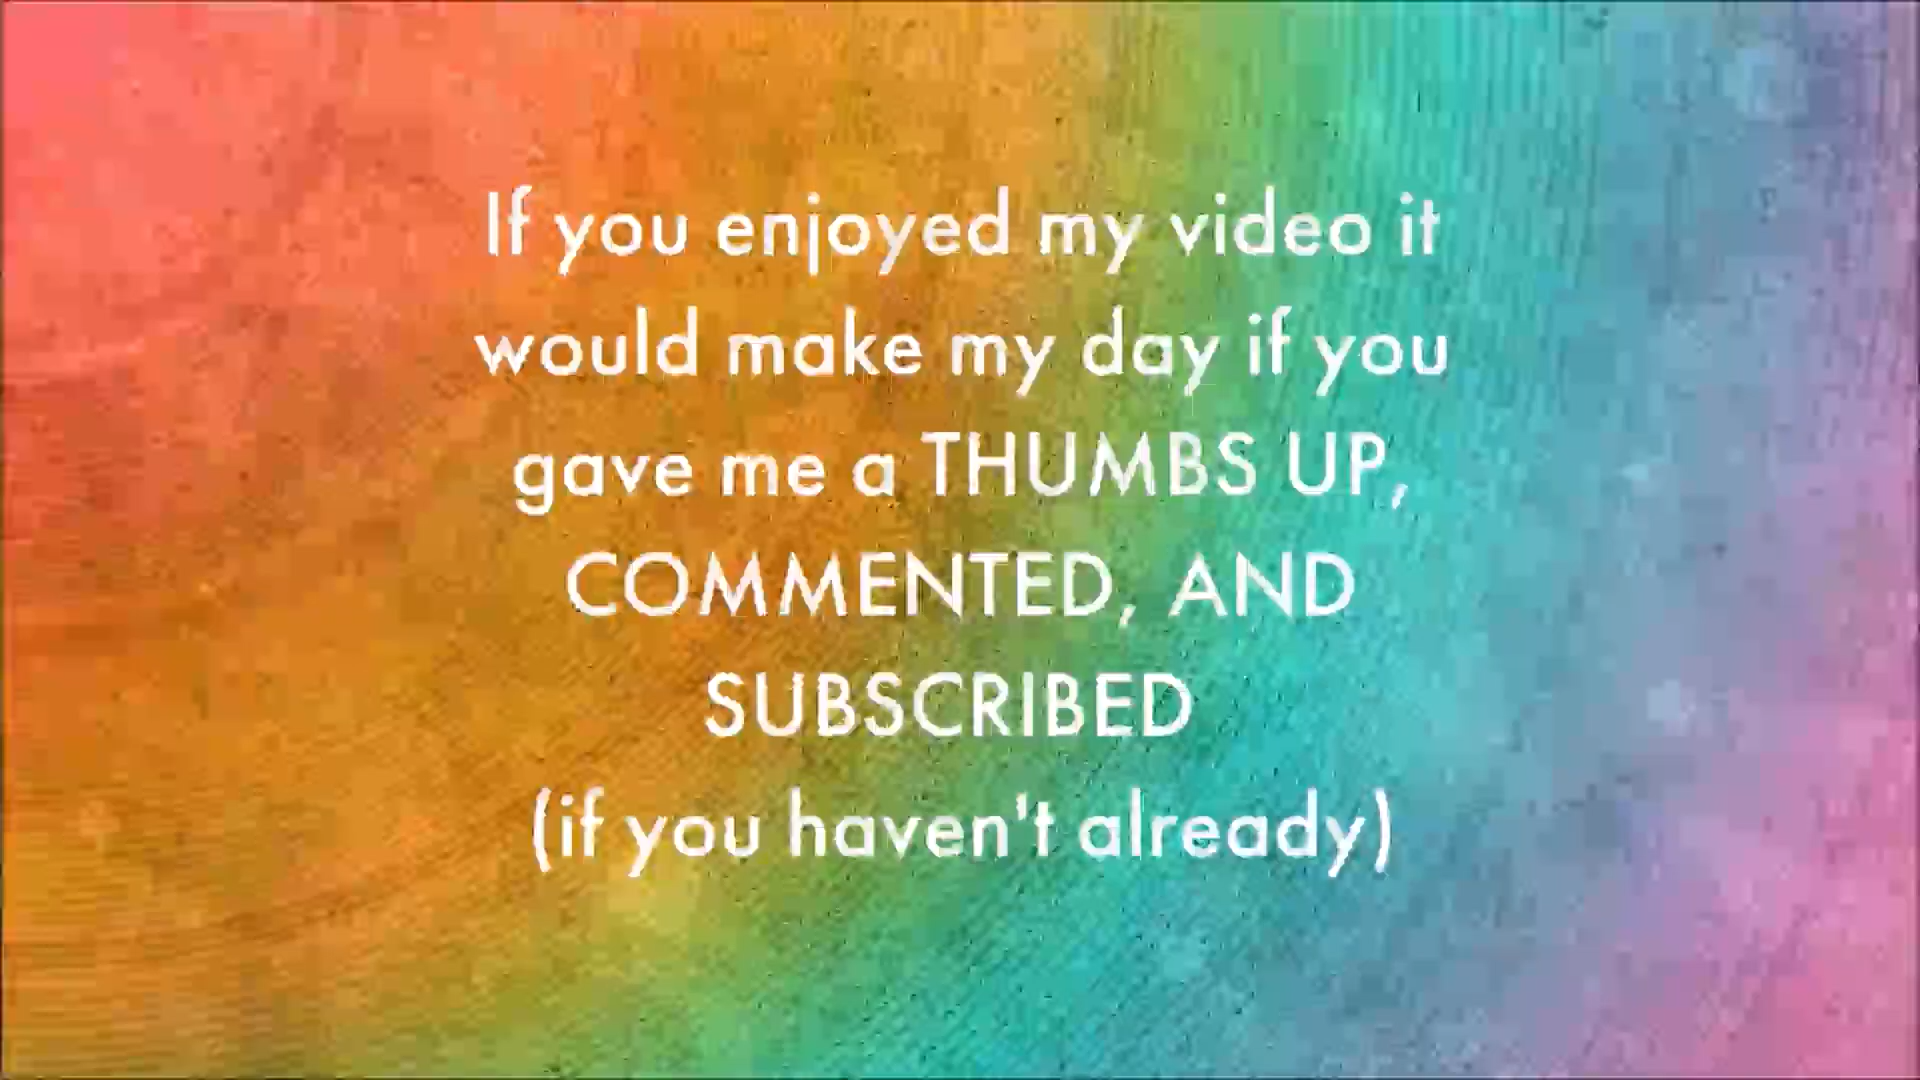 If you enjoyed my video it
would make my day if you
gave me a THUMBS UP,
COMMENTED, AND
SUBSCRIBED
(if you haven't already)